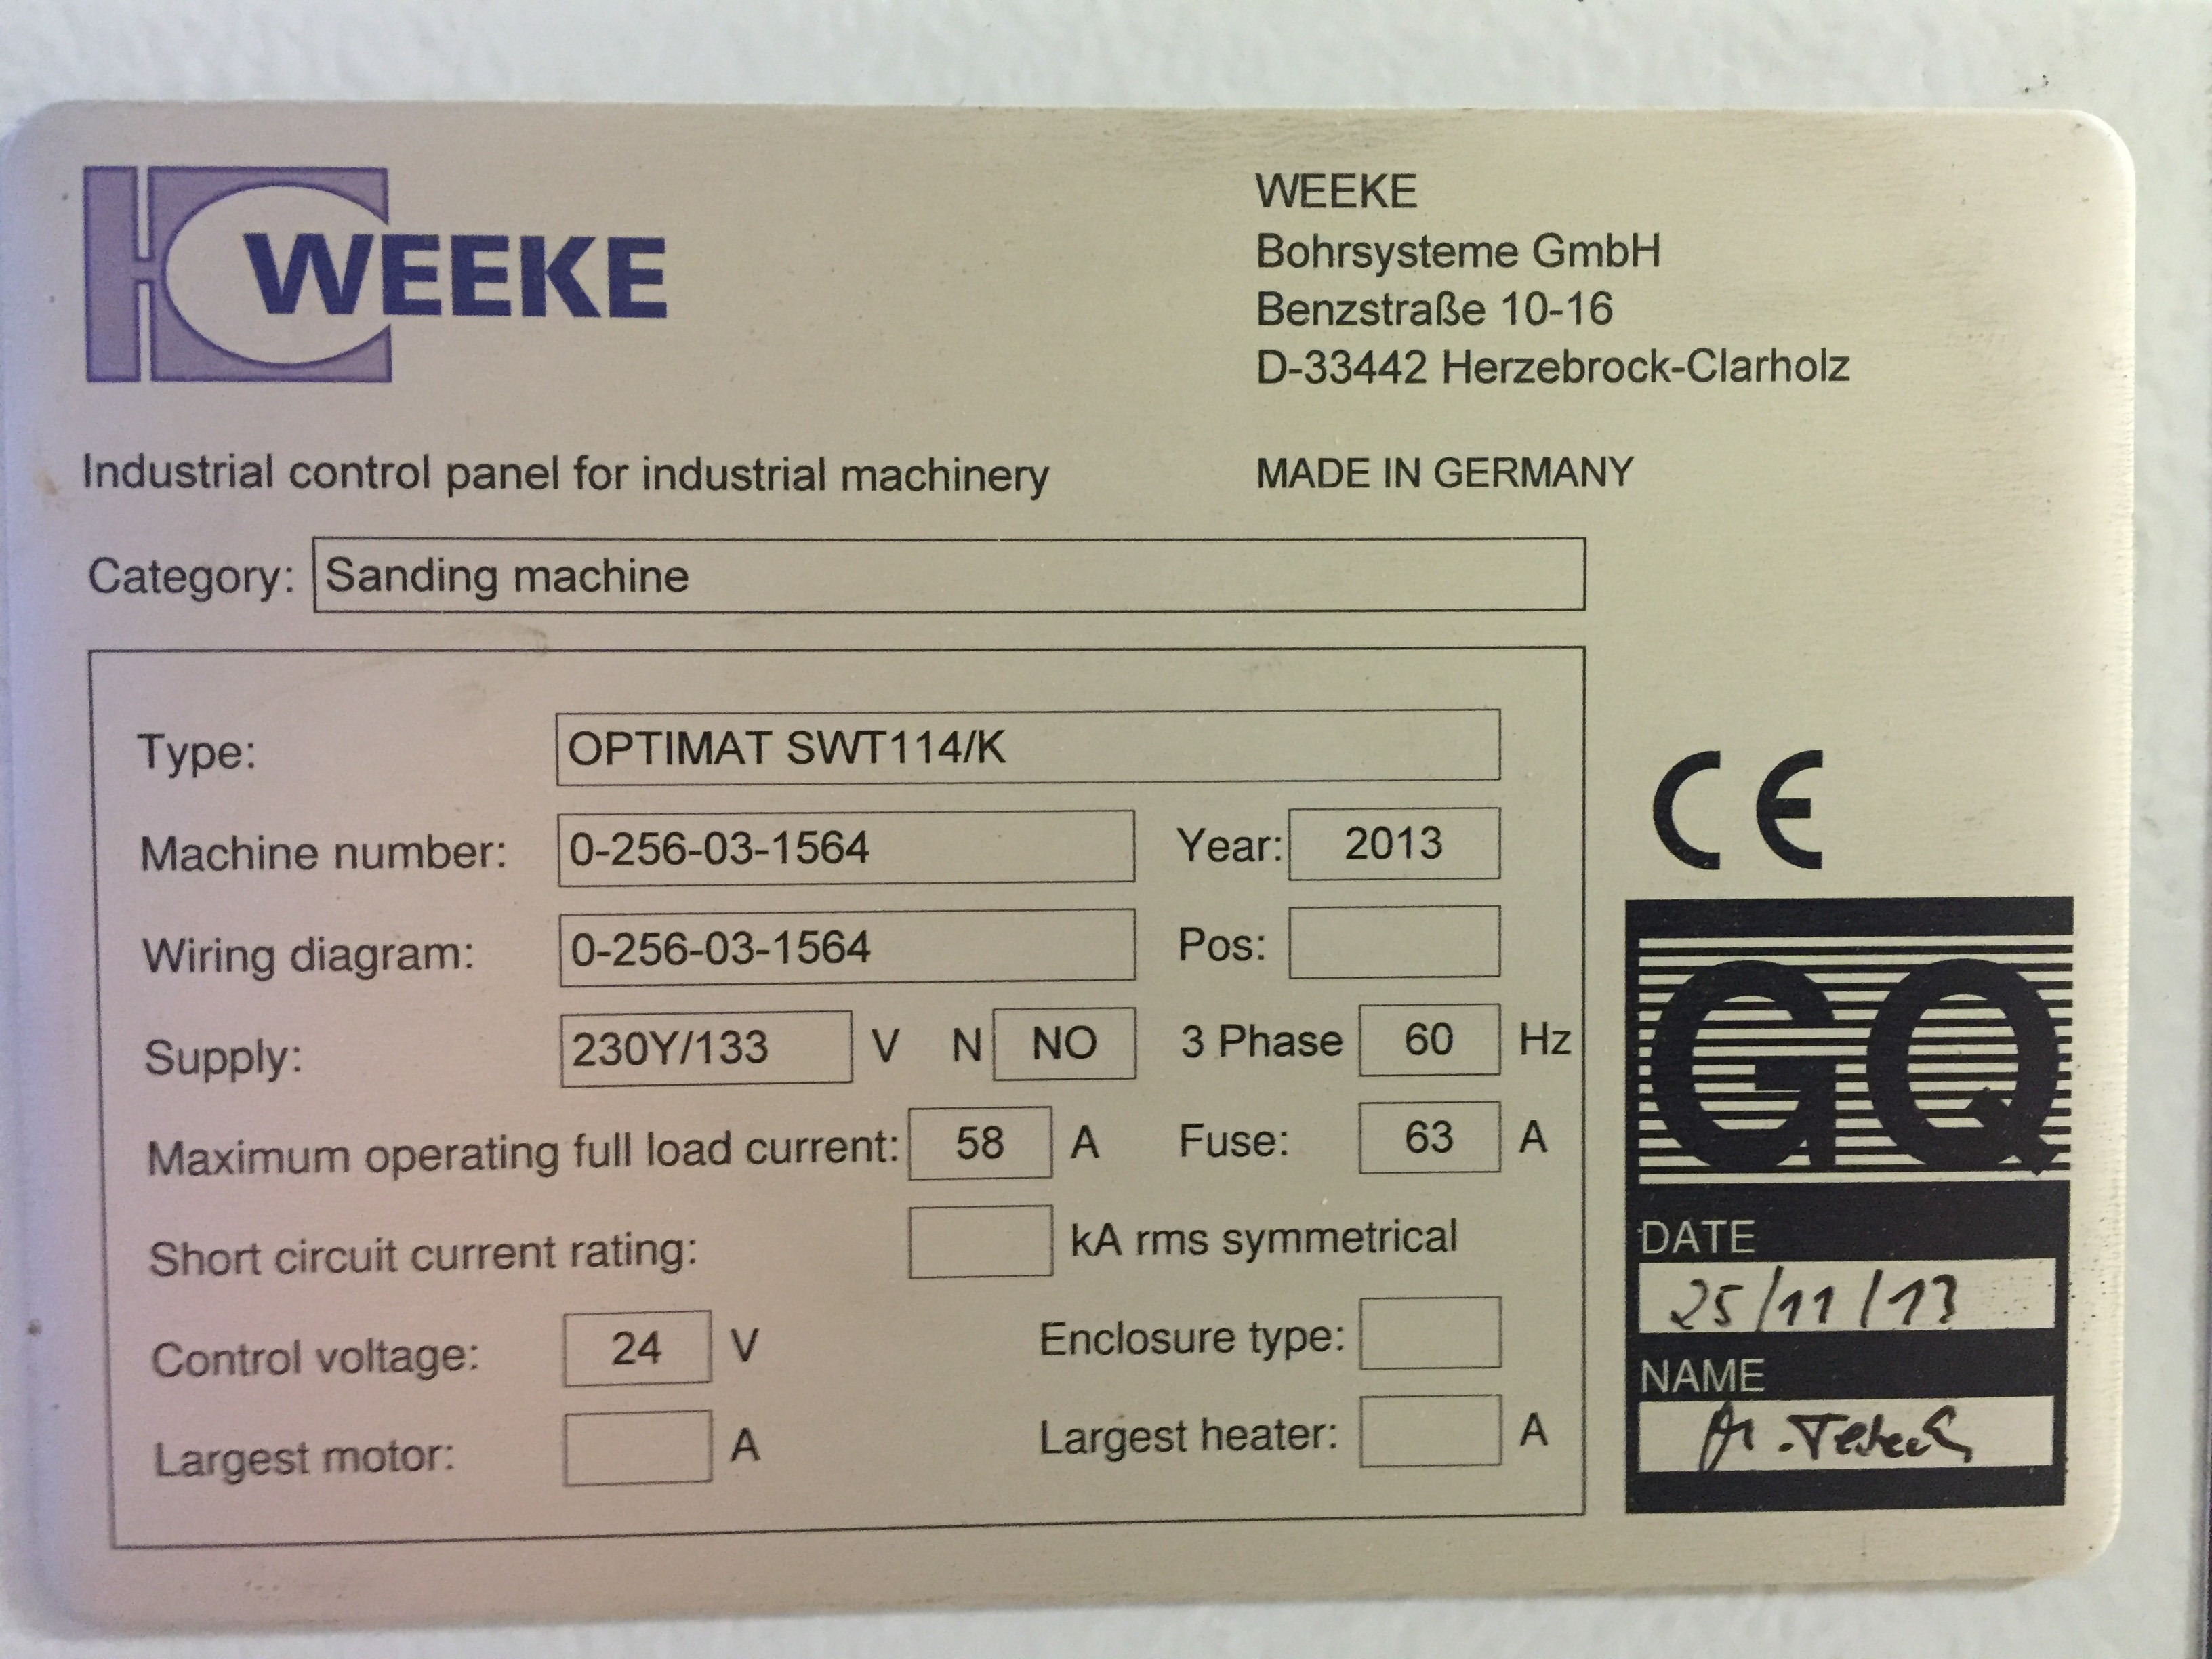 WEEKE
WEEKE
Bohrsysteme GmbH
Benzstraße 10-16
D-33442 Herzebrock-Clarholz
Industrial control panel for industrial machinery
MADE IN GERMANY
Category: Sanding machine
Type: OPTIMAT SWT114/K
Machine number: 0-256-03-1564 Year: 2013
Wiring diagram: 0-256-03-1564 Pos:
Supply: 230Y/133 V N NO 3 Phase 60 Hz
Maximum operating full load current: 58 A Fuse: 63 A
Short circuit current rating: kA rms symmetrical
Control voltage: 24 V Enclosure type:
Largest motor: A Largest heater: A
CE
GQ
DATE
25/11/13
NAME